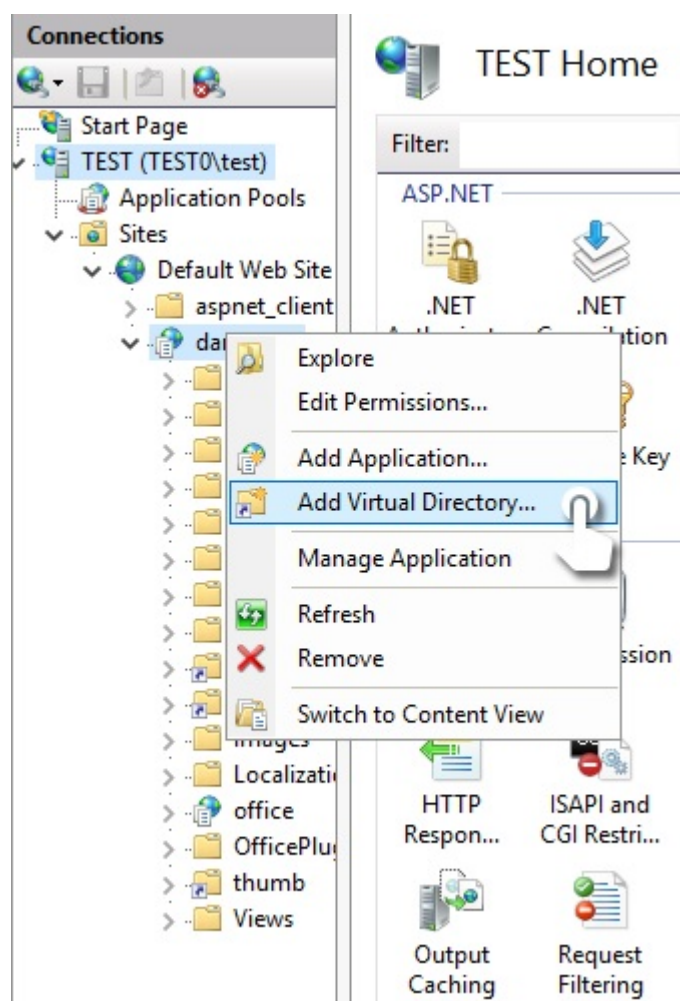 Connections
TEST Home
Start Page
TEST (TEST0\test)
Application Pools
Sites
Default Web Site
aspnet_client
Filter:
ASP.NET
.NET
.NET
Explore
Edit Permissions...
Add Application...
Add Virtual Directory...
Manage Application
Refresh
Remove
Switch to Content View
Key
Localizati
office
OfficePlu
thumb
Views
HTTP
Respon...
ISAPI and
CGI Restri...
Output
Caching
Request
Filtering